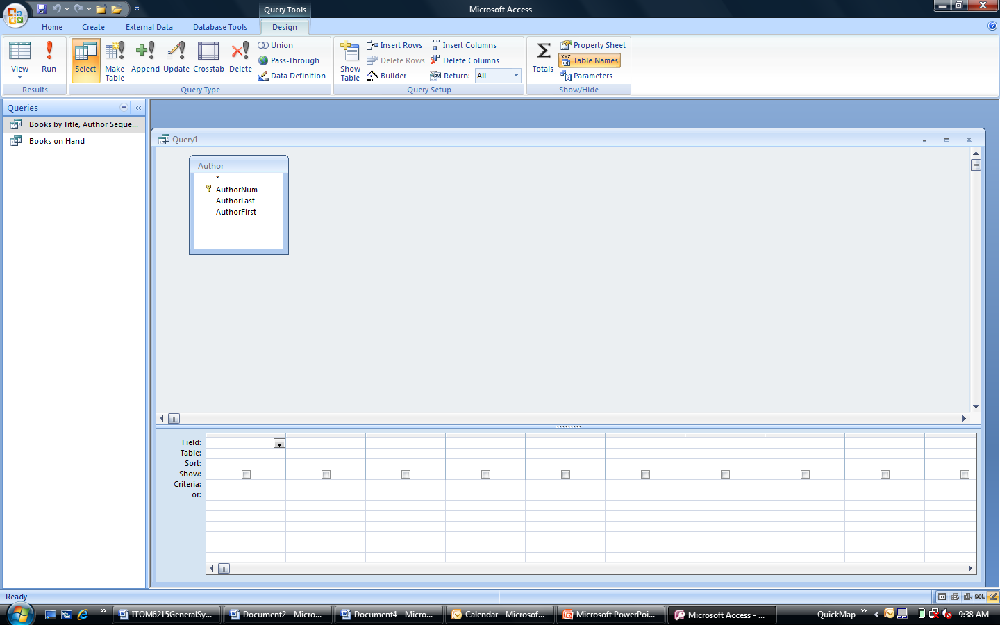 Query Tools
Microsoft Access
Home Create External Data Database Tools Design
View
Run
Results
Select
Make Table
Append
Update
Crosstab
Delete
Union
Pass-Through
Data Definition
Query Type
Show Table
Insert Rows
Delete Rows
Builder
Insert Columns
Delete Columns
Return: All
Query Setup
Totals
Property Sheet
XYZ Table Names
[?] Parameters
Show/Hide
Queries
Books by Title, Author Seque...
Books on Hand
Query1
Author
*
AuthorNum
AuthorLast
AuthorFirst
Field:
Table:
Sort:
Show:
Criteria:
or:
Ready
SQL
ITOM6215GeneralSy...
Document2 - Micro...
Document4 - Micro...
Calendar - Microsof...
Microsoft PowerPoi...
Microsoft Access - ...
QuickMap
9:38 AM